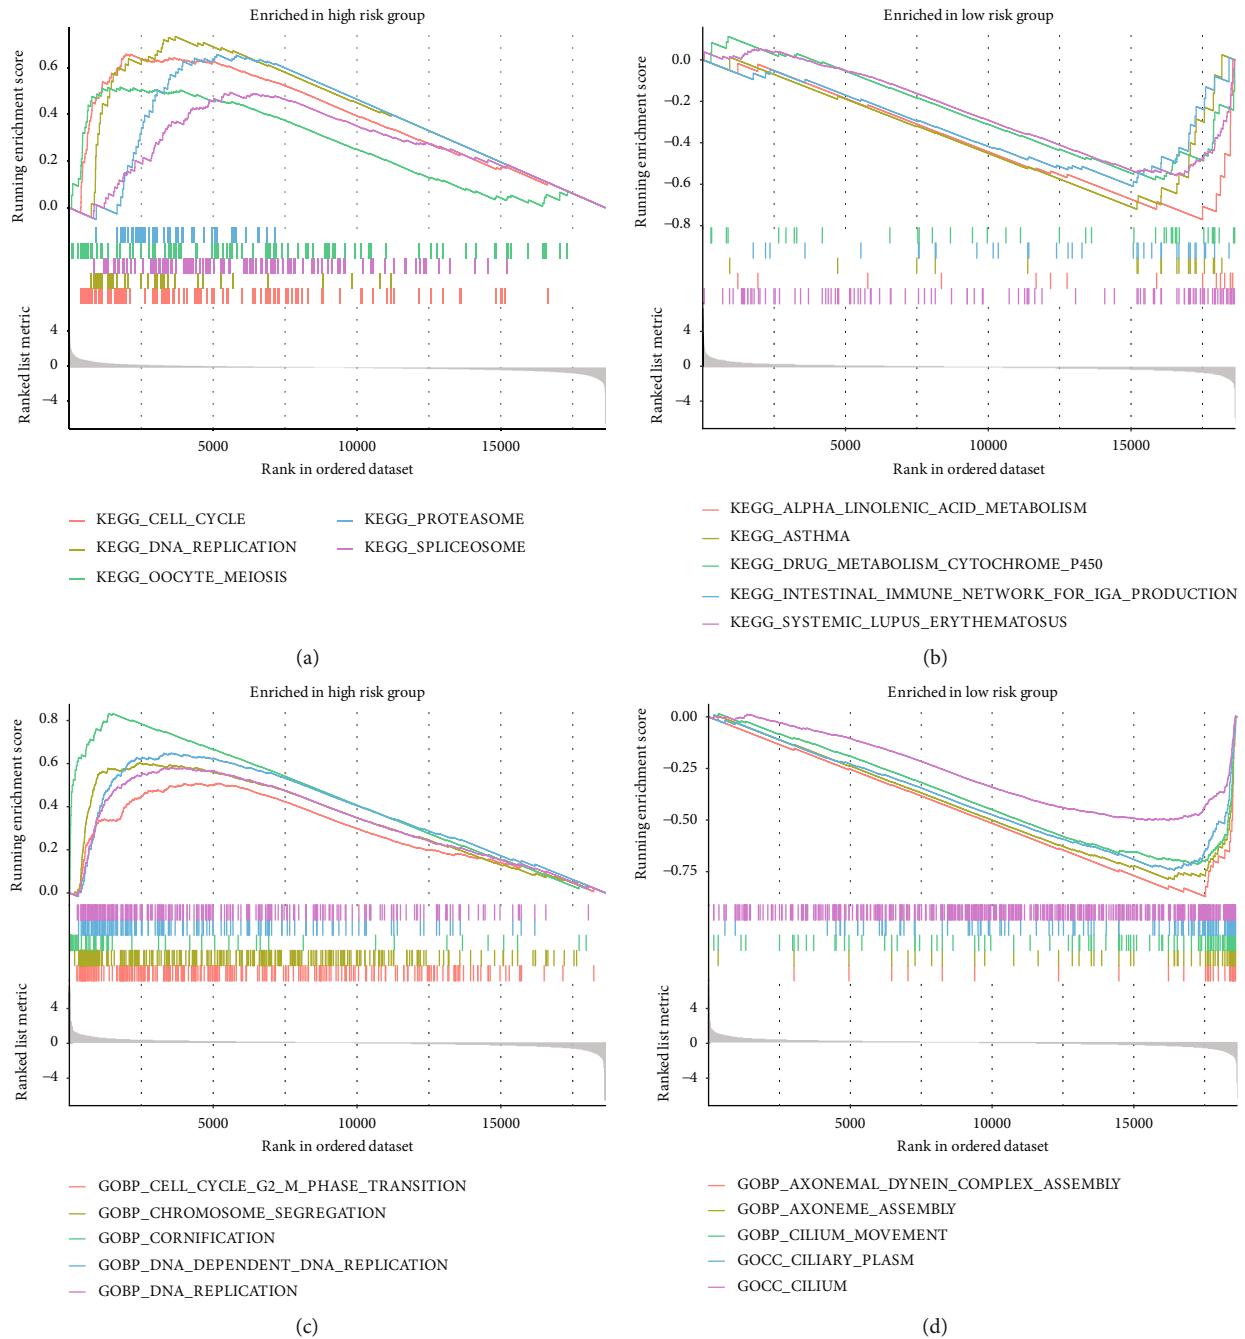 Enriched in high risk group
Running enrichment score
0.6
0.4
0.2
0.0
Ranked list metric
4
0
−4
5000
10000
15000
Rank in ordered dataset
KEGG_CELL_CYCLE
KEGG_DNA_REPLICATION
KEGG_OOCYTE_MEIOSIS
KEGG_PROTEASOME
KEGG_SPLICEOSOME
(a)
Enriched in low risk group
Running enrichment score
0.0
−0.2
−0.4
−0.6
−0.8
Ranked list metric
4
0
−4
5000
10000
15000
Rank in ordered dataset
KEGG_ALPHA_LINOLENIC_ACID_METABOLISM
KEGG_ASTHMA
KEGG_DRUG_METABOLISM_CYTOCHROME_P450
KEGG_INTESTINAL_IMMUNE_NETWORK_FOR_IGA_PRODUCTION
KEGG_SYSTEMIC_LUPUS_ERYTHEMATOSUS
(b)
Enriched in high risk group
Running enrichment score
0.8
0.6
0.4
0.2
0.0
Ranked list metric
4
0
−4
5000
10000
15000
Rank in ordered dataset
GOBP_CELL_CYCLE_G2_M_PHASE_TRANSITION
GOBP_CHROMOSOME_SEGREGATION
GOBP_CORNIFICATION
GOBP_DNA_DEPENDENT_DNA_REPLICATION
GOBP_DNA_REPLICATION
(c)
Enriched in low risk group
Running enrichment score
0.00
−0.25
−0.50
−0.75
Ranked list metric
4
0
−4
5000
10000
15000
Rank in ordered dataset
GOBP_AXONEMAL_DYNEIN_COMPLEX_ASSEMBLY
GOBP_AXONEME_ASSEMBLY
GOBP_CILIUM_MOVEMENT
GOCC_CILIARY_PLASM
GOCC_CILIUM
(d)